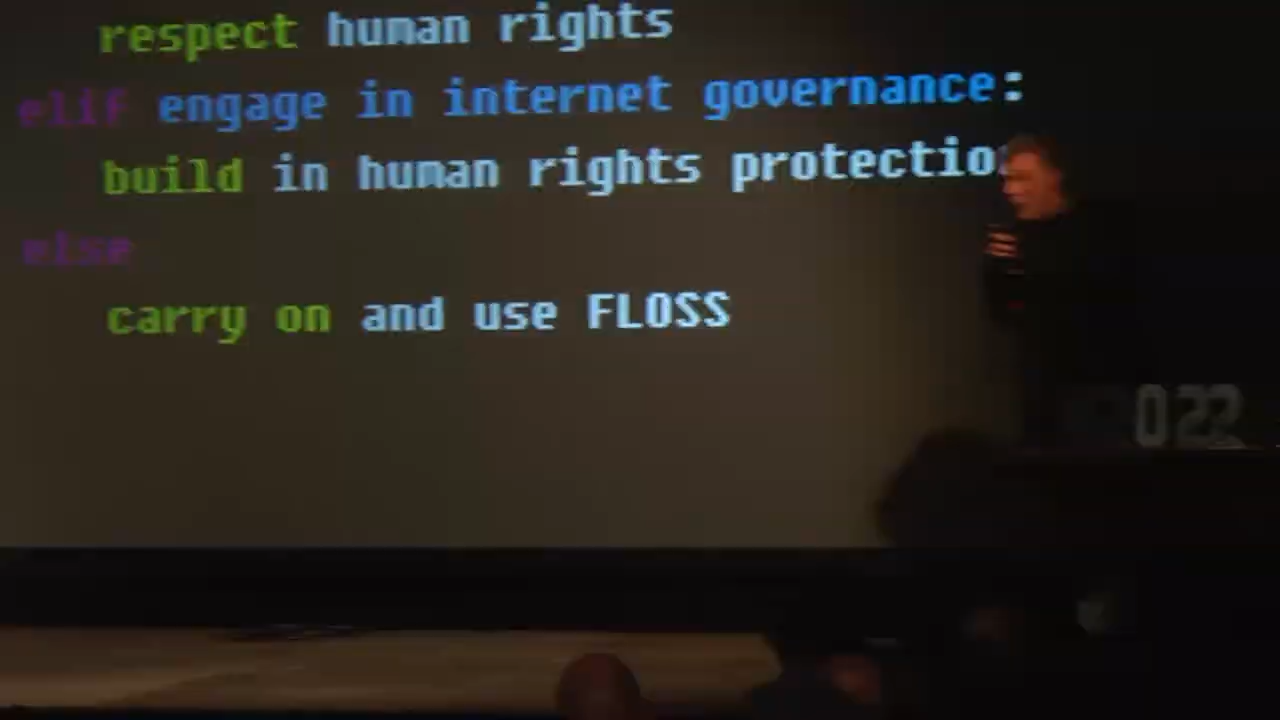 respect human rights
elif engage in internet governance:
build in human rights protectio
else
carry on and use FLOSS
022